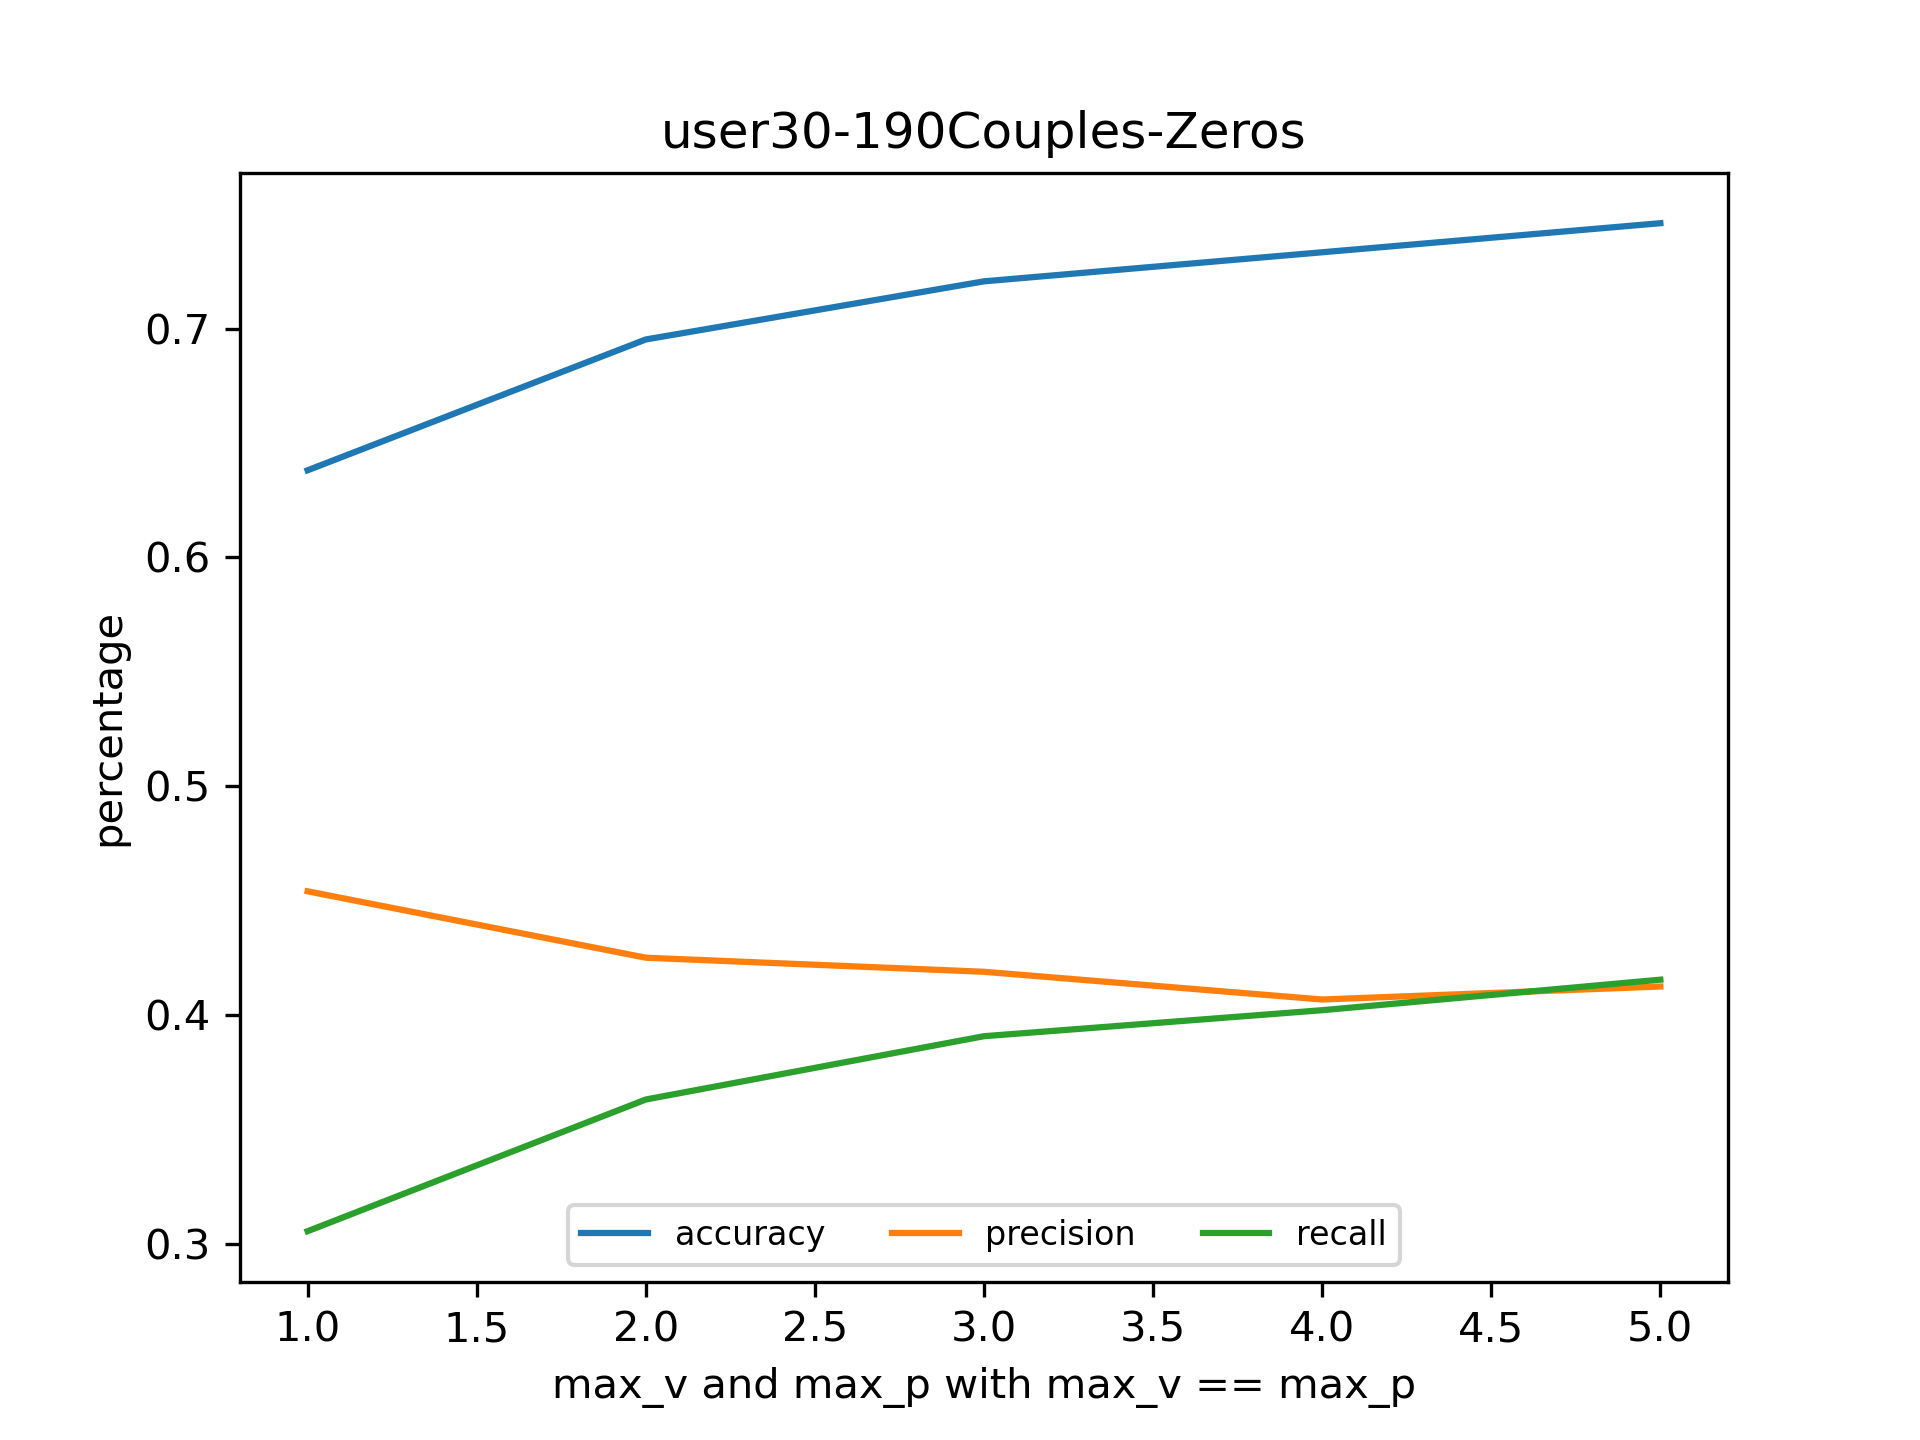 user30-190Couples-Zeros
percentage
0.7
0.6
0.5
0.4
0.3
accuracy precision recall
1.0 1.5 2.0 2.5 3.0 3.5 4.0 4.5 5.0
max_v and max_p with max_v == max_p